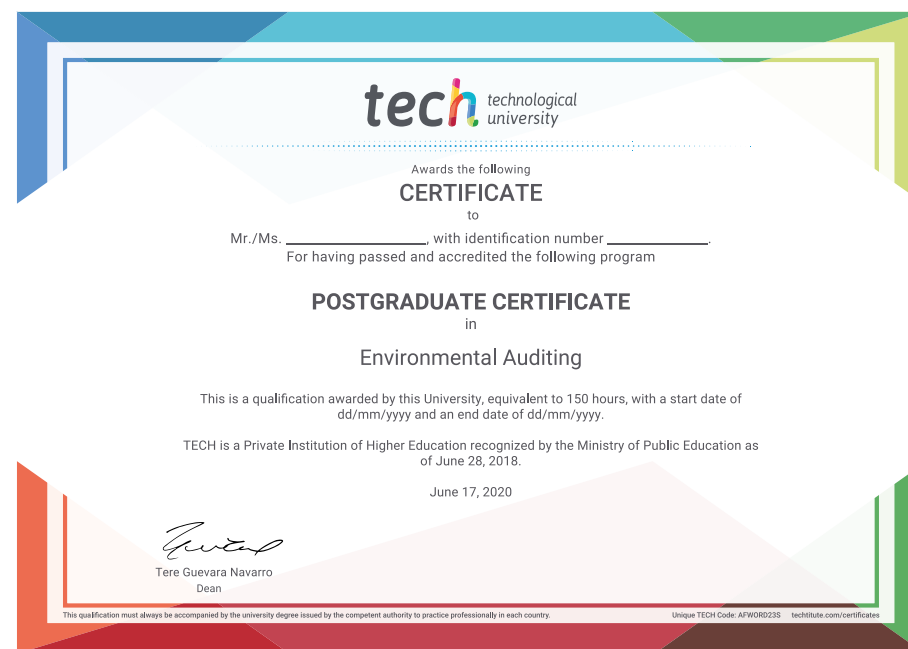 tech technological
university
Awards the following
CERTIFICATE
to
Mr./Ms. ____________________, with identification number ______________.
For having passed and accredited the following program
POSTGRADUATE CERTIFICATE
in
Environmental Auditing
This is a qualification awarded by this University, equivalent to 150 hours, with a start date of
dd/mm/yyyy and an end date of dd/mm/yyyy.
TECH is a Private Institution of Higher Education recognized by the Ministry of Public Education as
of June 28, 2018.
June 17, 2020
Tere Guevara Navarro
Dean
This qualification must always be accompanied by the university degree issued by the competent authority to practice professionally in each country. Unique TECH Code: AFWORD23S techtitute.com/certificates